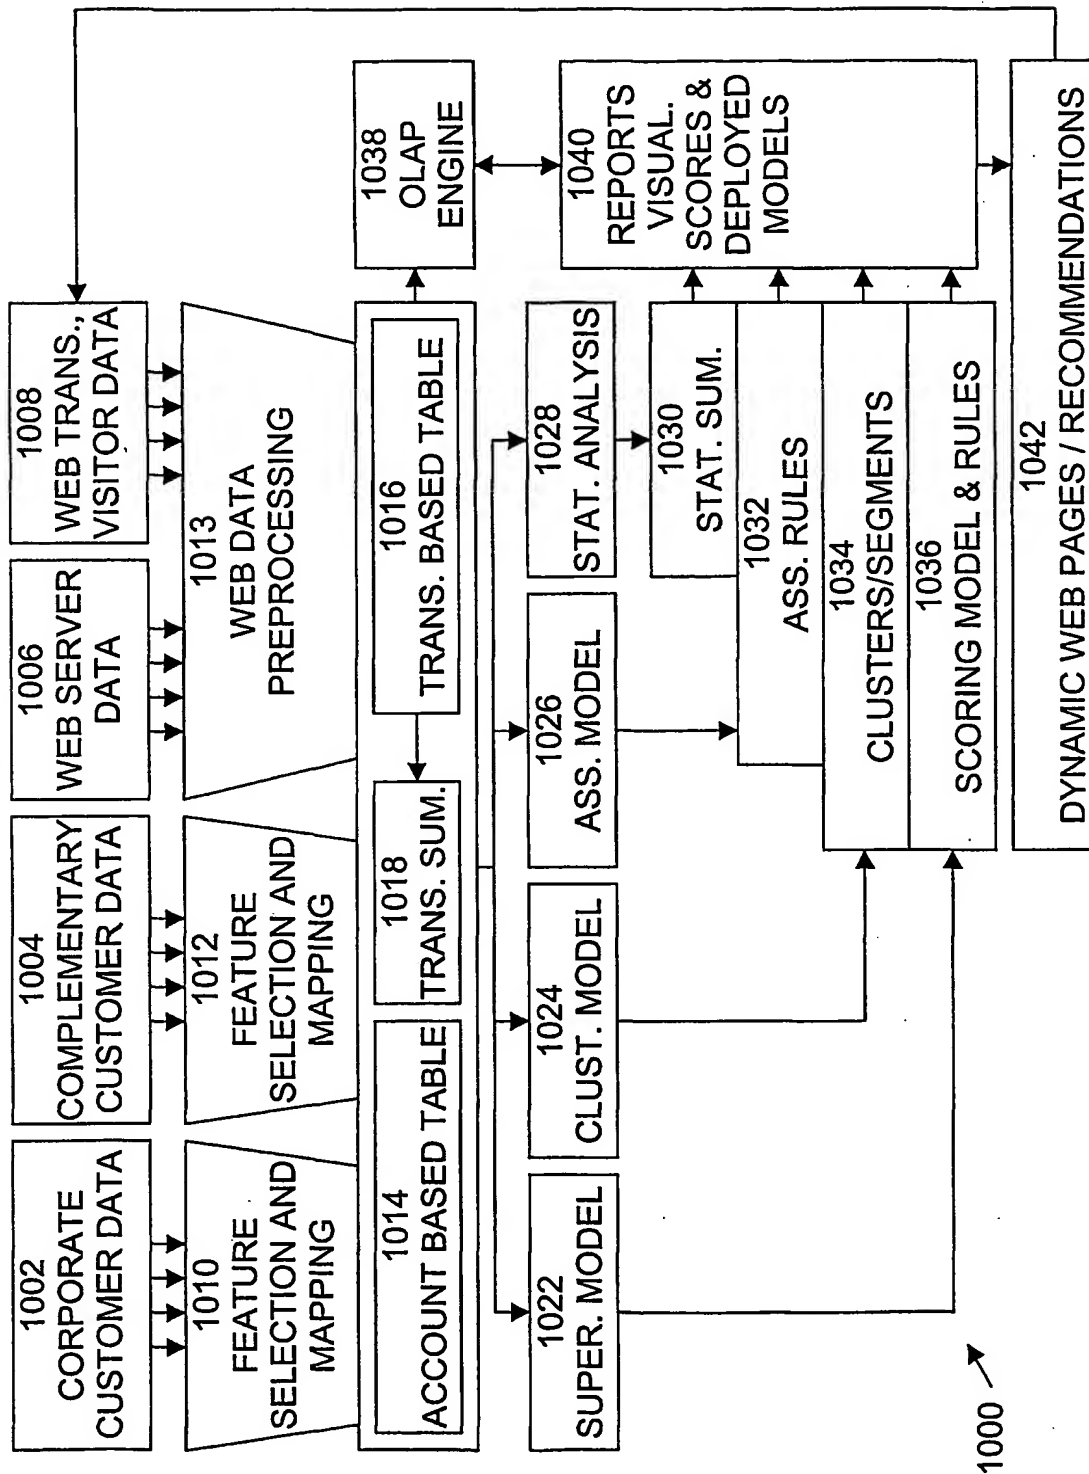 1002
CORPORATE
CUSTOMER DATA
1004
COMPLEMENTARY
CUSTOMER DATA
1006
WEB SERVER
DATA
1008
WEB TRANS.,
VISITOR DATA
1010
FEATURE
SELECTION AND
MAPPING
1012
FEATURE
SELECTION AND
MAPPING
1013
WEB DATA
PREPROCESSING
1014
ACCOUNT BASED TABLE
1018
TRANS. SUM.
1016
TRANS. BASED TABLE
1038
OLAP
ENGINE
1022
SUPER. MODEL
1024
CLUST. MODEL
1026
ASS. MODEL
1028
STAT. ANALYSIS
1030
STAT. SUM.
1032
ASS. RULES
1034
CLUSTERS/SEGMENTS
1036
SCORING MODEL & RULES
1040
REPORTS
VISUAL.
SCORES &
DEPLOYED
MODELS
1042
DYNAMIC WEB PAGES / RECOMMENDATIONS
1000